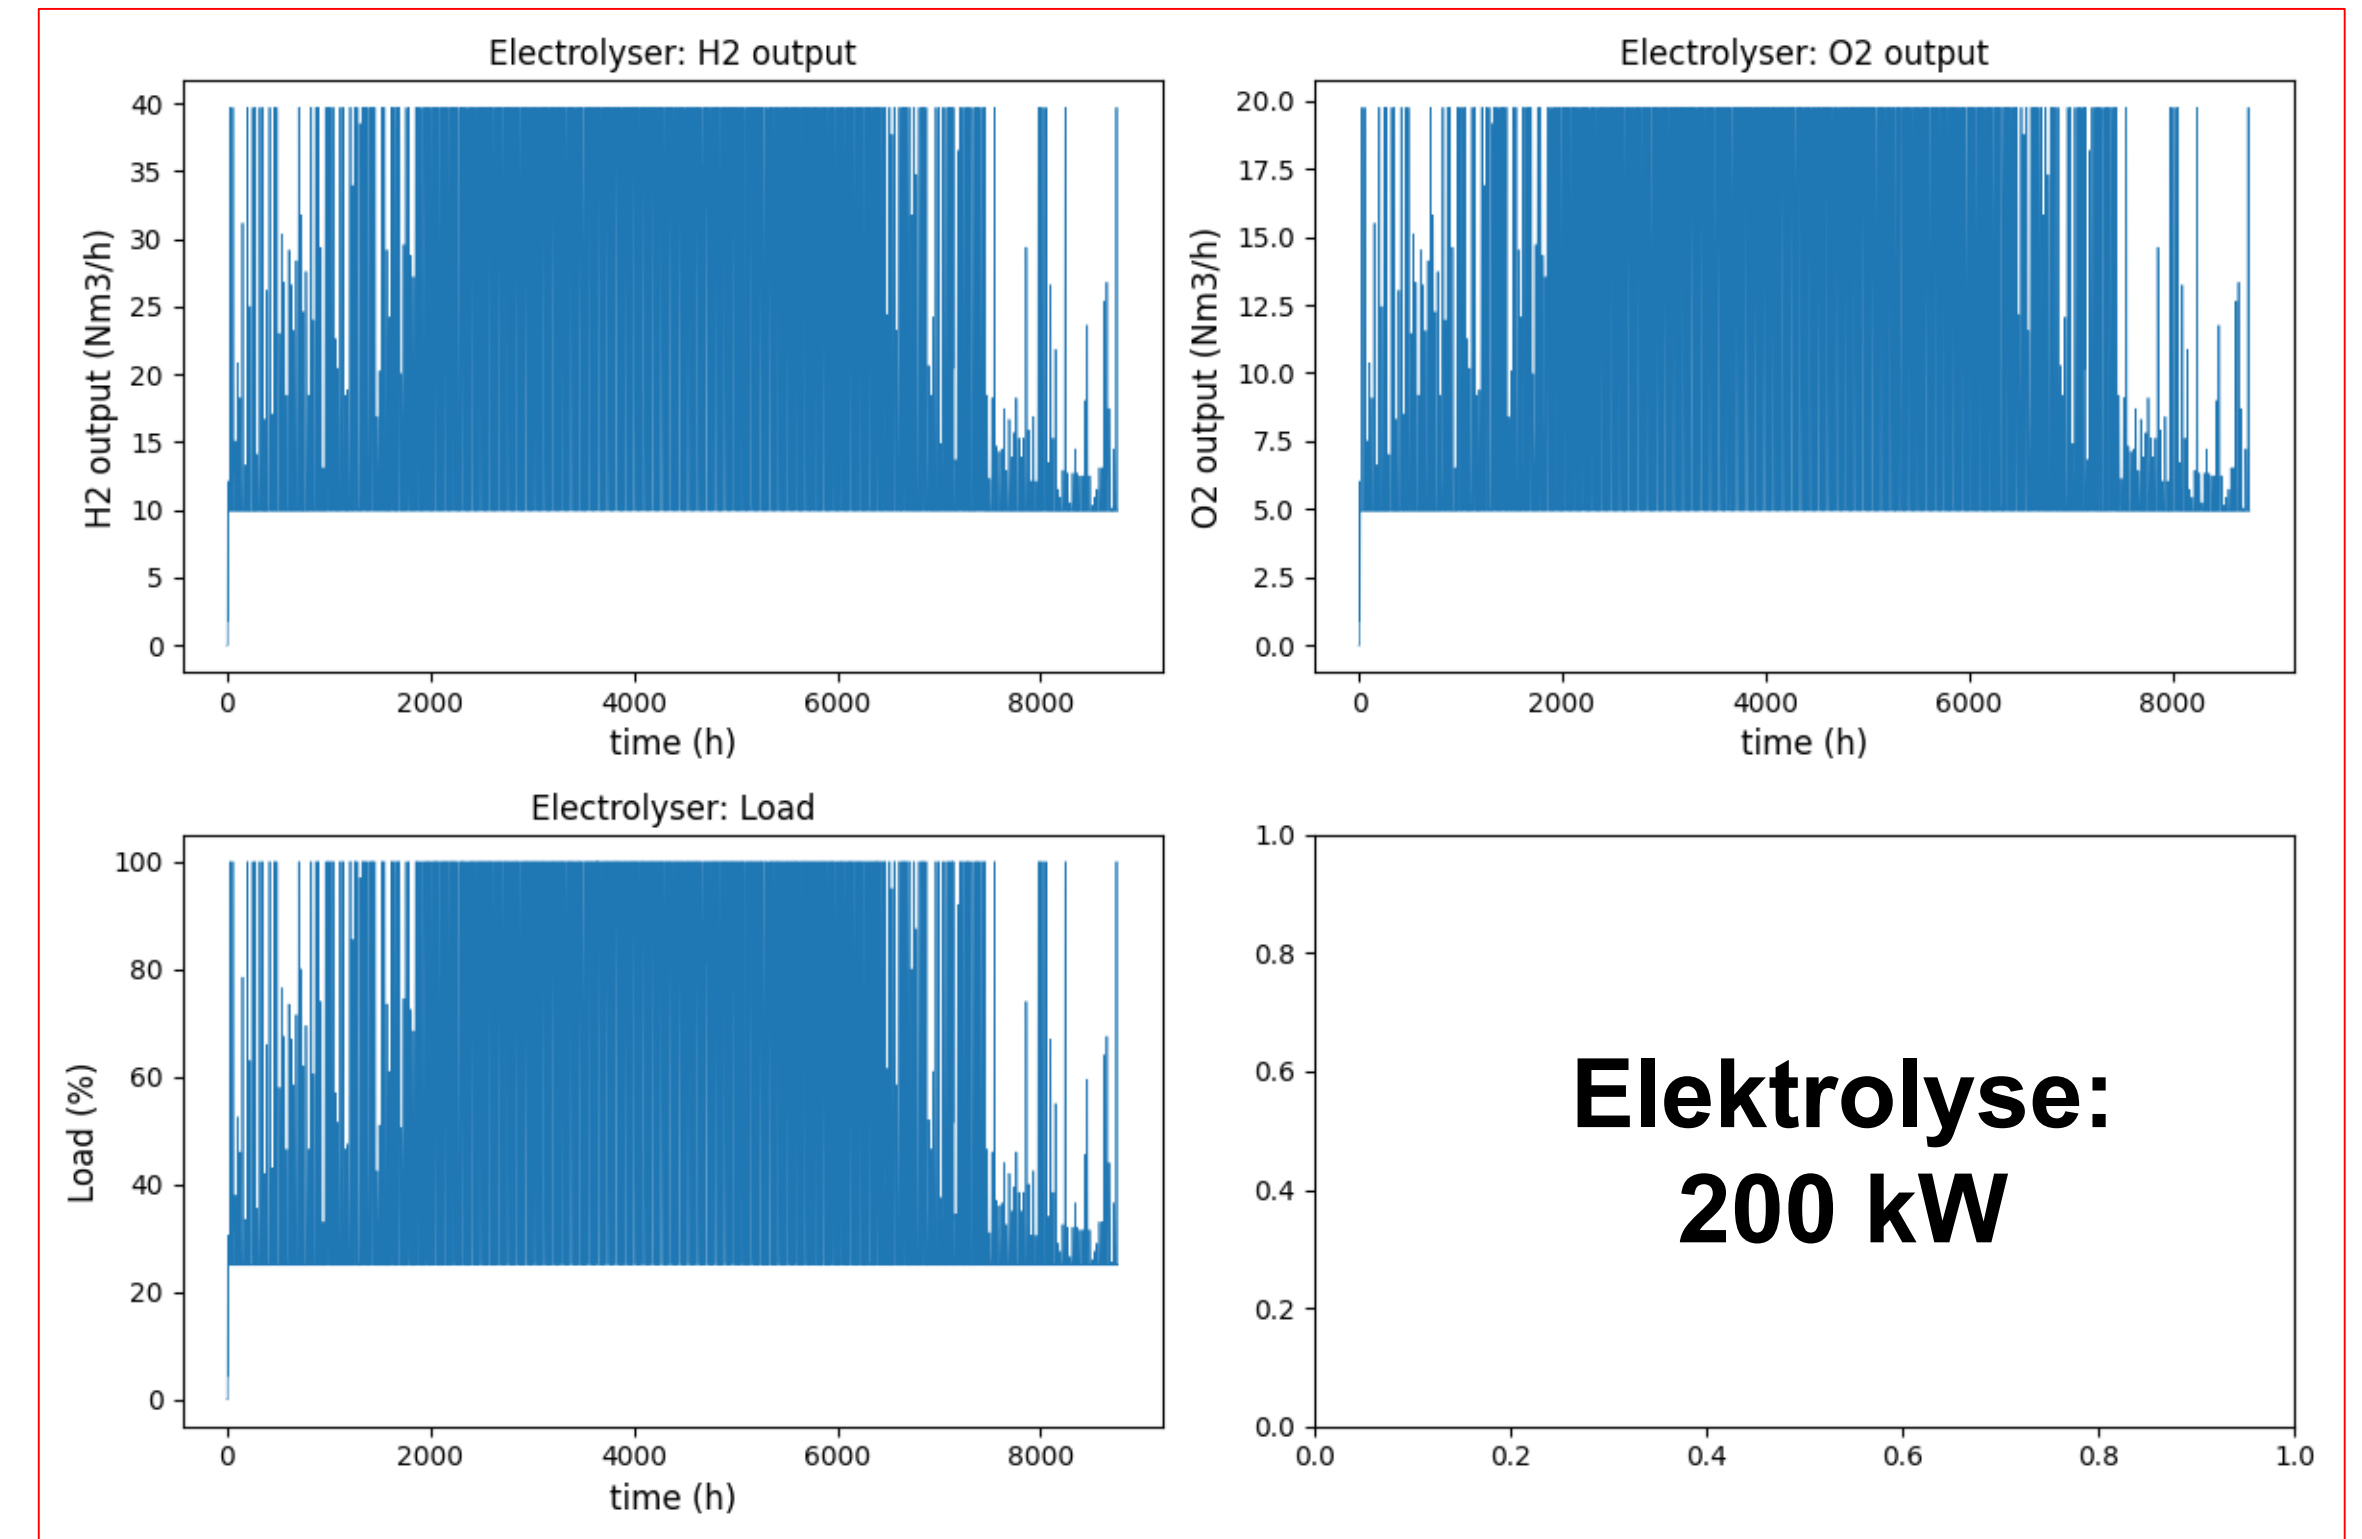 Electrolyser: H2 output
40
35
30
25
20
15
10
5
0
H2 output (Nm3/h)
0 2000 4000 6000 8000
time (h)
Electrolyser: O2 output
20.0
17.5
15.0
12.5
10.0
7.5
5.0
2.5
0.0
O2 output (Nm3/h)
0 2000 4000 6000 8000
time (h)
Electrolyser: Load
100
80
60
40
20
0
Load (%)
0 2000 4000 6000 8000
time (h)
1.0
0.8
0.6
0.4
0.2
0.0
0.0 0.2 0.4 0.6 0.8 1.0
Elektrolyse:
200 kW